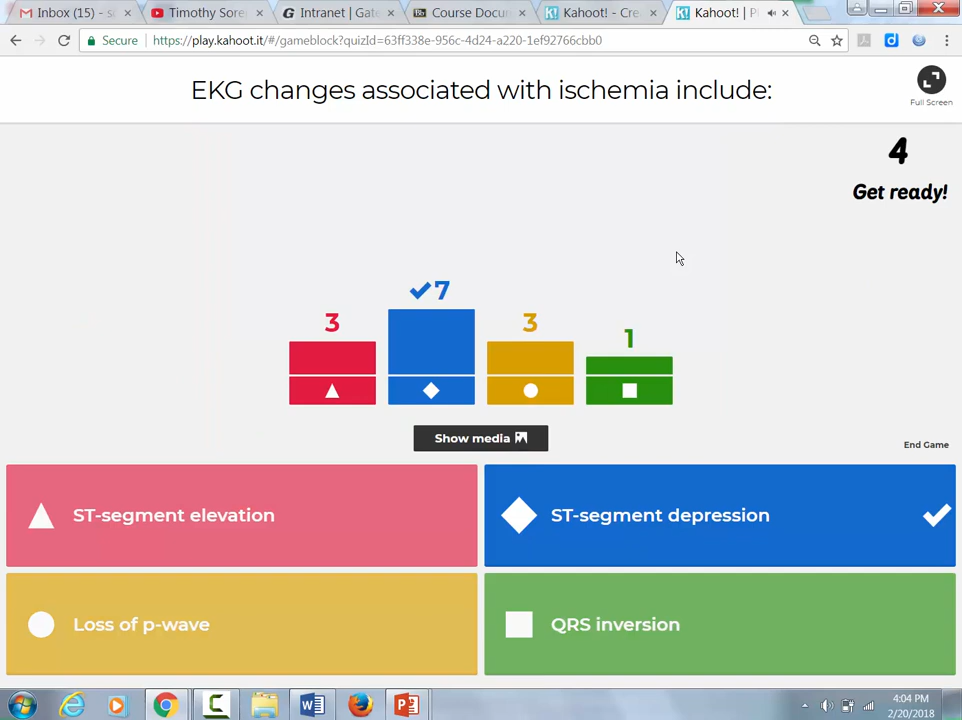 Inbox (15) - si
Timothy Sore
G Intranet | Gate
Bb Course Docum
K! Kahoot! - Cre
K! Kahoot! | P
Secure
https://play.kahoot.it/#/gameblock?quizId=63ff338e-956c-4d24-a220-1ef92766cbb0
EKG changes associated with ischemia include:
Full Screen
4
Get ready!
3
7
3
1
Show media
End Game
ST-segment elevation
ST-segment depression
Loss of p-wave
QRS inversion
4:04 PM
2/20/2018